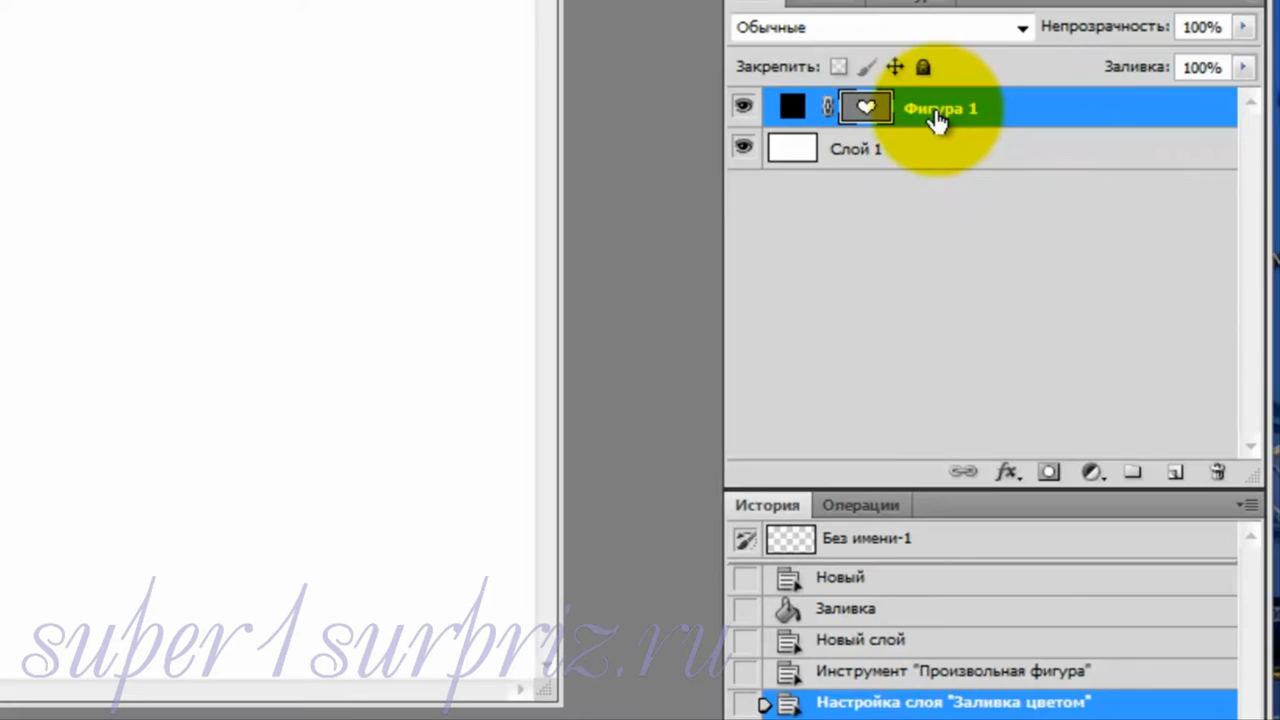 Обычные Непрозрачность: 100%
Закрепить: Заливка: 100%
Фигура 1
Слой 1
fx
История Операции
Без имени-1
Новый
Заливка
Новый слой
Инструмент "Произвольная фигура"
Настройка слоя "Заливка цветом"
super1surpriz.ru